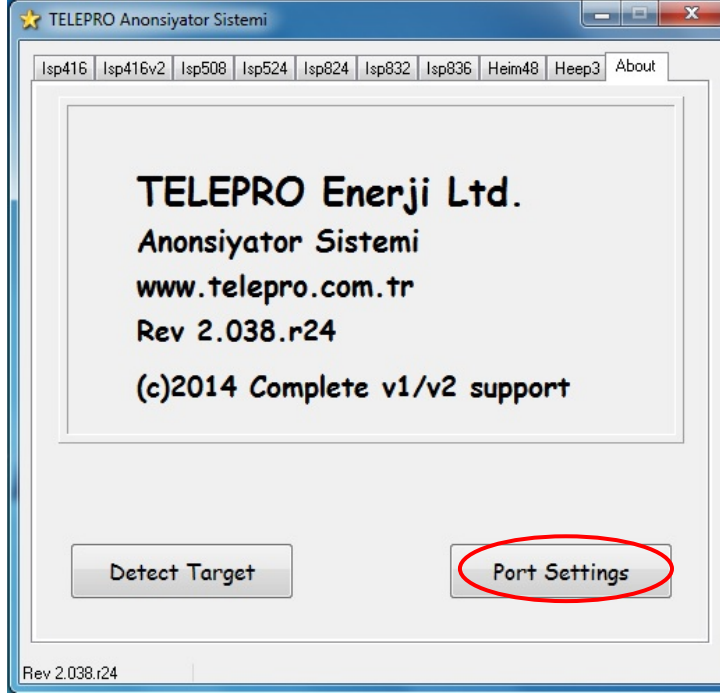 TELEPRO Anonsiyator Sistemi
Isp416 Isp416v2 Isp508 Isp524 Isp824 Isp832 Isp836 Heim48 Heep3 About
TELEPRO Enerji Ltd.
Anonsiyator Sistemi
www.telepro.com.tr
Rev 2.038.r24
(c)2014 Complete v1/v2 support
Detect Target Port Settings
Rev 2.038.r24